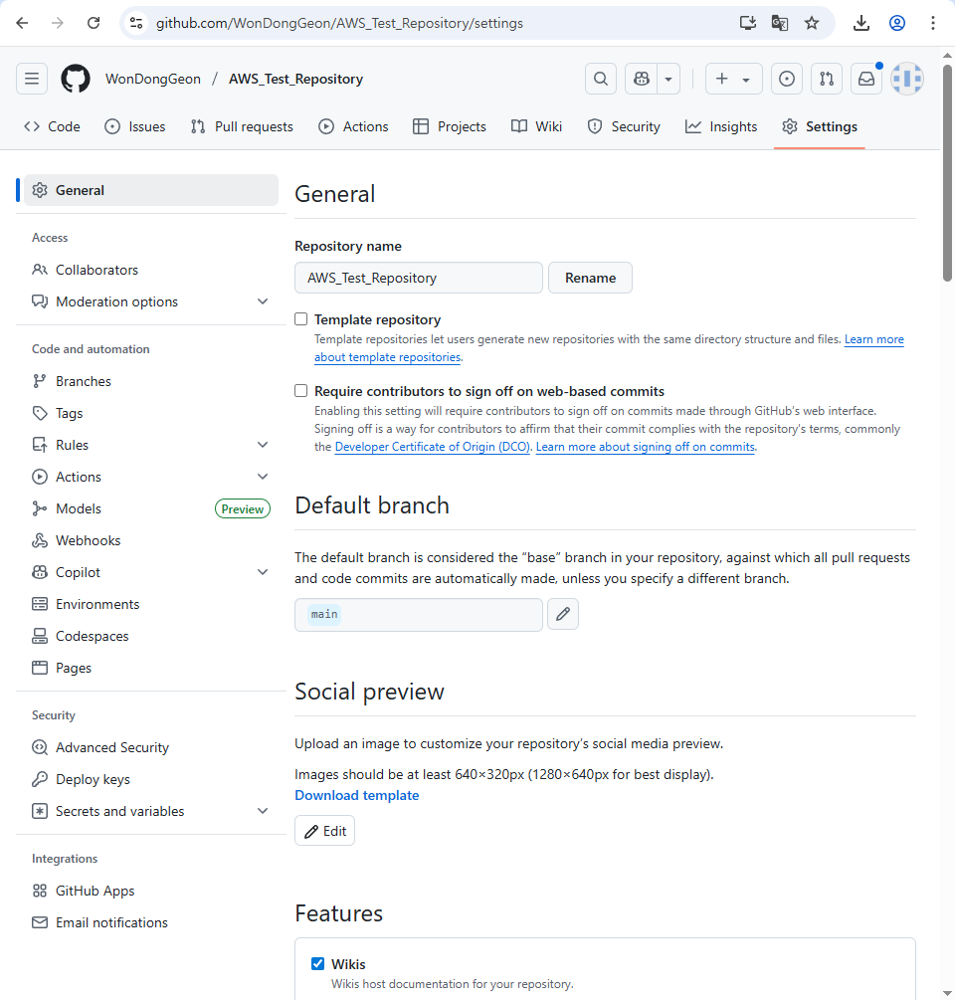 github.com/WonDongGeon/AWS_Test_Repository/settings
WonDongGeon / AWS_Test_Repository
Code Issues Pull requests Actions Projects Wiki Security Insights Settings
General
Access
Collaborators
Moderation options
Code and automation
Branches
Tags
Rules
Actions
Models Preview
Webhooks
Copilot
Environments
Codespaces
Pages
Security
Advanced Security
Deploy keys
Secrets and variables
Integrations
GitHub Apps
Email notifications
General
Repository name
AWS_Test_Repository Rename
Template repository
Template repositories let users generate new repositories with the same directory structure and files. Learn more
about template repositories.
Require contributors to sign off on web-based commits
Enabling this setting will require contributors to sign off on commits made through GitHub's web interface.
Signing off is a way for contributors to affirm that their commit complies with the repository's terms, commonly
the Developer Certificate of Origin (DCO). Learn more about signing off on commits.
Default branch
The default branch is considered the “base” branch in your repository, against which all pull requests
and code commits are automatically made, unless you specify a different branch.
main
Social preview
Upload an image to customize your repository’s social media preview.
Images should be at least 640×320px (1280×640px for best display).
Download template
Edit
Features
Wikis
Wikis host documentation for your repository.